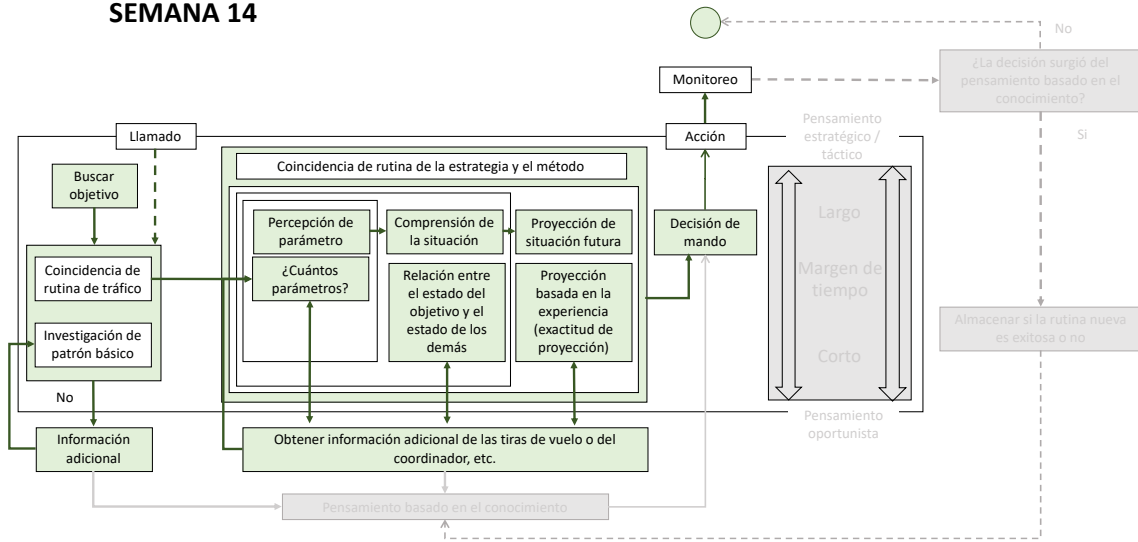 SEMANA 14
No
¿La decisión surgió del
pensamiento basado en el
conocimiento?
Monitoreo
Si
Pensamiento
estratégico /
táctico
Llamado
Acción
Coincidencia de rutina de la estrategia y el método
Buscar
objetivo
Percepción de
parámetro
Comprensión de
la situación
Proyección de
situación futura
Decisión de
mando
Largo
Coincidencia de
rutina de tráfico
¿Cuántos
parámetros?
Relación entre
el estado del
objetivo y el
estado de los
demás
Proyección
basada en la
experiencia
(exactitud de
proyección)
Margen de
tiempo
Investigación de
patrón básico
Almacenar si la rutina nueva
es exitosa o no
Corto
No
Pensamiento
oportunista
Información
adicional
Obtener información adicional de las tiras de vuelo o del
coordinador, etc.
Pensamiento basado en el conocimiento